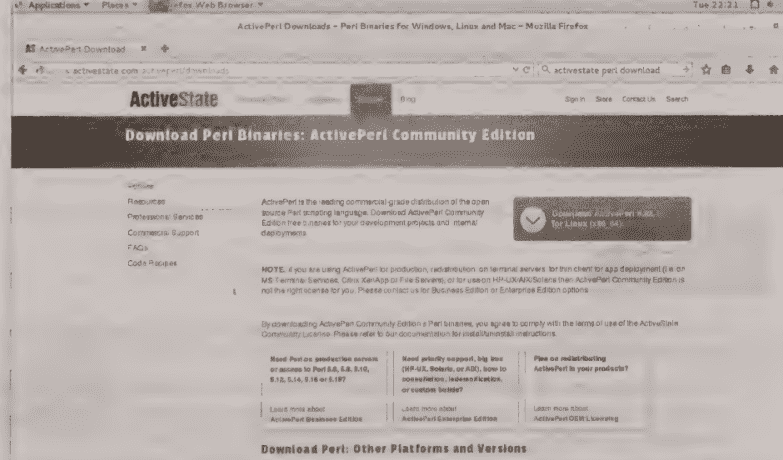 Applications Places Web Browser Tue 22:21
ActivePerl Downloads - Perl Binaries for Windows, Linux and Mac - Mozilla Firefox
ActivePerl Download
activestate.com/activeperl/downloads activestate perl download
ActiveState Blog Sign in Store Contact Us Search
Download Perl Binaries: ActivePerl Community Edition
Resources
Professional Services
Commercial Support
FAQs
Code Recipes
ActivePerl is the leading commercial-grade distribution of the open
source Perl scripting language. Download ActivePerl Community
Edition free binaries for your development projects and internal
deployments.
Download ActivePerl
for Linux (x86_64)
NOTE: if you are using ActivePerl for production, redistribution, on terminal servers, for thin client for app deployment (i.e. on
MS Terminal Services, Citrix XenApp or File Servers), or for use on HP-UX/AIX/Solaris then ActivePerl Community Edition is
not the right license for you. Please contact us for Business Edition or Enterprise Edition options.
By downloading ActivePerl Community Edition's Perl binaries, you agree to comply with the terms of use of the ActiveState
Community License. Please refer to our documentation for install/uninstall instructions.
Need Perl on production servers
or access to Perl 5.6, 5.8, 5.10,
5.12, 5.14, 5.16 or 5.18?
Learn more about
ActivePerl Business Edition
Need priority support, big iron
(HP-UX, Solaris, or AIX), how to
consultation, indemnification,
or custom builds?
Learn more about
ActivePerl Enterprise Edition
Plan on redistributing
ActivePerl in your products?
Learn more about
ActivePerl OEM Licensing
Download Perl: Other Platforms and Versions